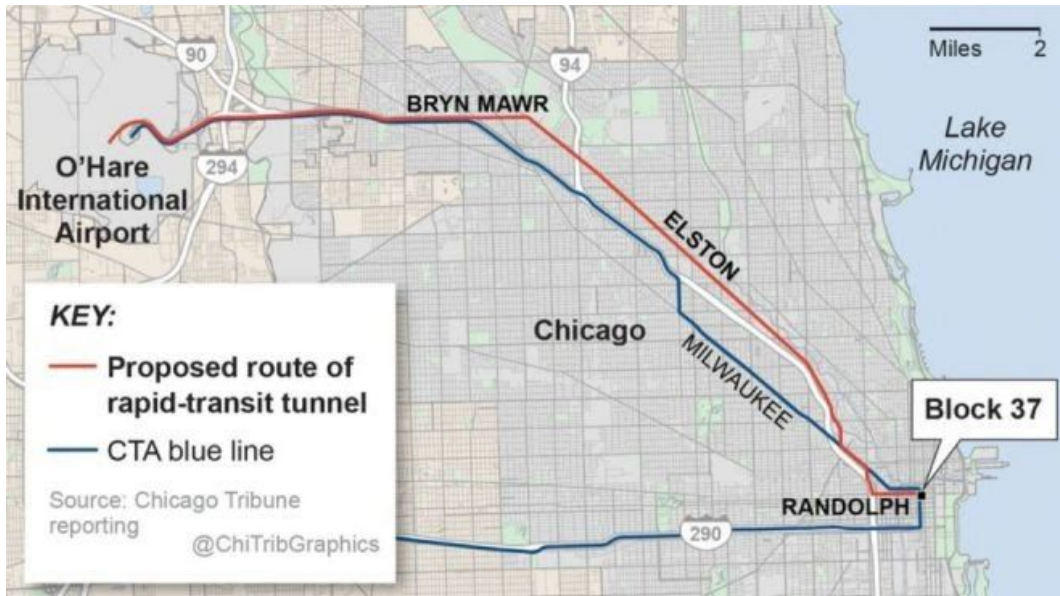 90
94
Miles 2
BRYN MAWR
Lake
Michigan
O'Hare
International
Airport
294
ELSTON
KEY:
Proposed route of
rapid-transit tunnel
CTA blue line
Source: Chicago Tribune
reporting
@ChiTribGraphics
Chicago
MILWAUKEE
Block 37
RANDOLPH
290